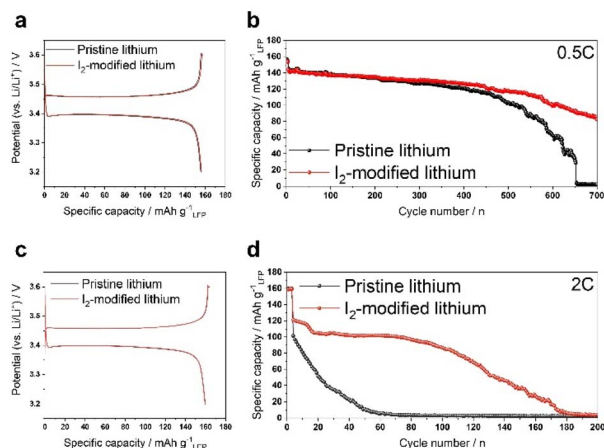 a
Pristine lithium
I₂-modified lithium
3.6
3.5
3.4
3.3
3.2
Potential (vs. Li/Li⁺) / V
0 20 40 60 80 100 120 140 160 180
Specific capacity / mAh g⁻¹LFP
b
0.5C
180
160
140
120
100
80
60
40
20
0
Specific capacity / mAh g⁻¹LFP
Pristine lithium
I₂-modified lithium
0 100 200 300 400 500 600 700
Cycle number / n
c
Pristine lithium
I₂-modified lithium
3.6
3.5
3.4
3.3
3.2
Potential (vs. Li/Li⁺) / V
0 20 40 60 80 100 120 140 160 180
Specific capacity / mAh g⁻¹LFP
d
2C
180
160
140
120
100
80
60
40
20
0
Specific capacity / mAh g⁻¹LFP
Pristine lithium
I₂-modified lithium
0 20 40 60 80 100 120 140 160 180 200
Cycle number / n